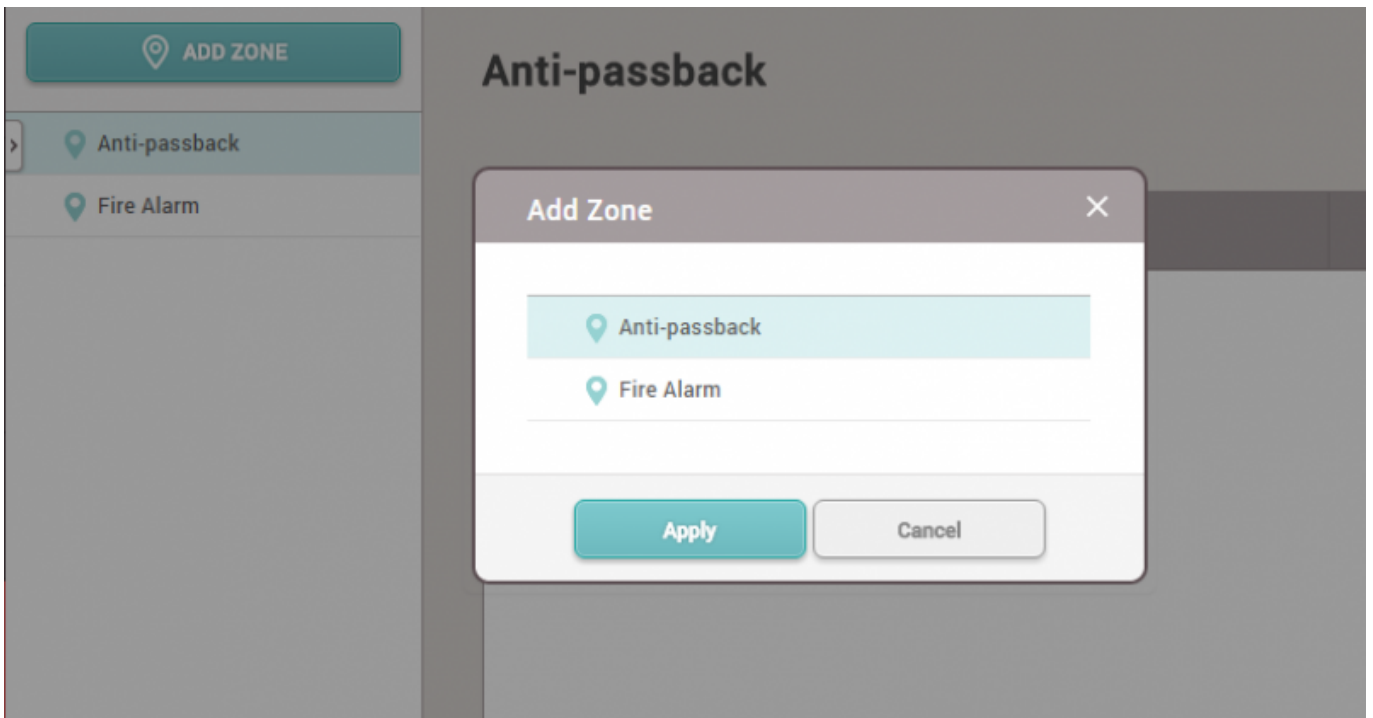 ADD ZONE
Anti-passback
Fire Alarm
Anti-passback
Add Zone
Anti-passback
Fire Alarm
Apply
Cancel